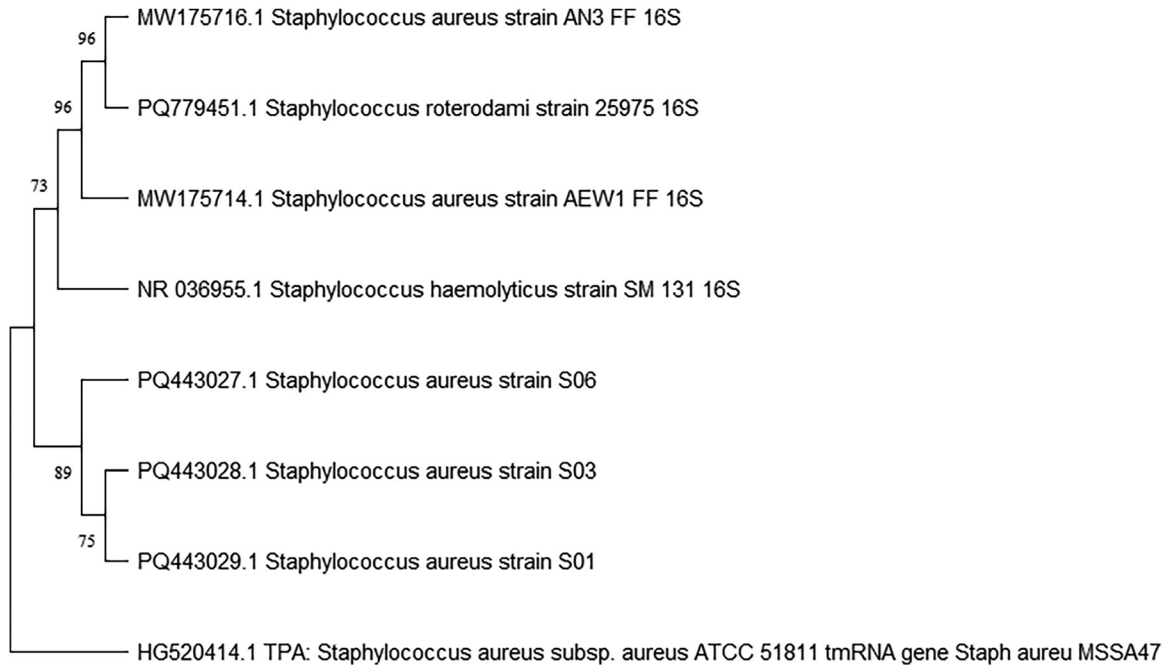 MW175716.1 Staphylococcus aureus strain AN3 FF 16S
96
PQ779451.1 Staphylococcus roterodami strain 25975 16S
96
MW175714.1 Staphylococcus aureus strain AEW1 FF 16S
73
NR 036955.1 Staphylococcus haemolyticus strain SM 131 16S
PQ443027.1 Staphylococcus aureus strain S06
PQ443028.1 Staphylococcus aureus strain S03
89
75
PQ443029.1 Staphylococcus aureus strain S01
HG520414.1 TPA: Staphylococcus aureus subsp. aureus ATCC 51811 tmRNA gene Staph aureu MSSA47